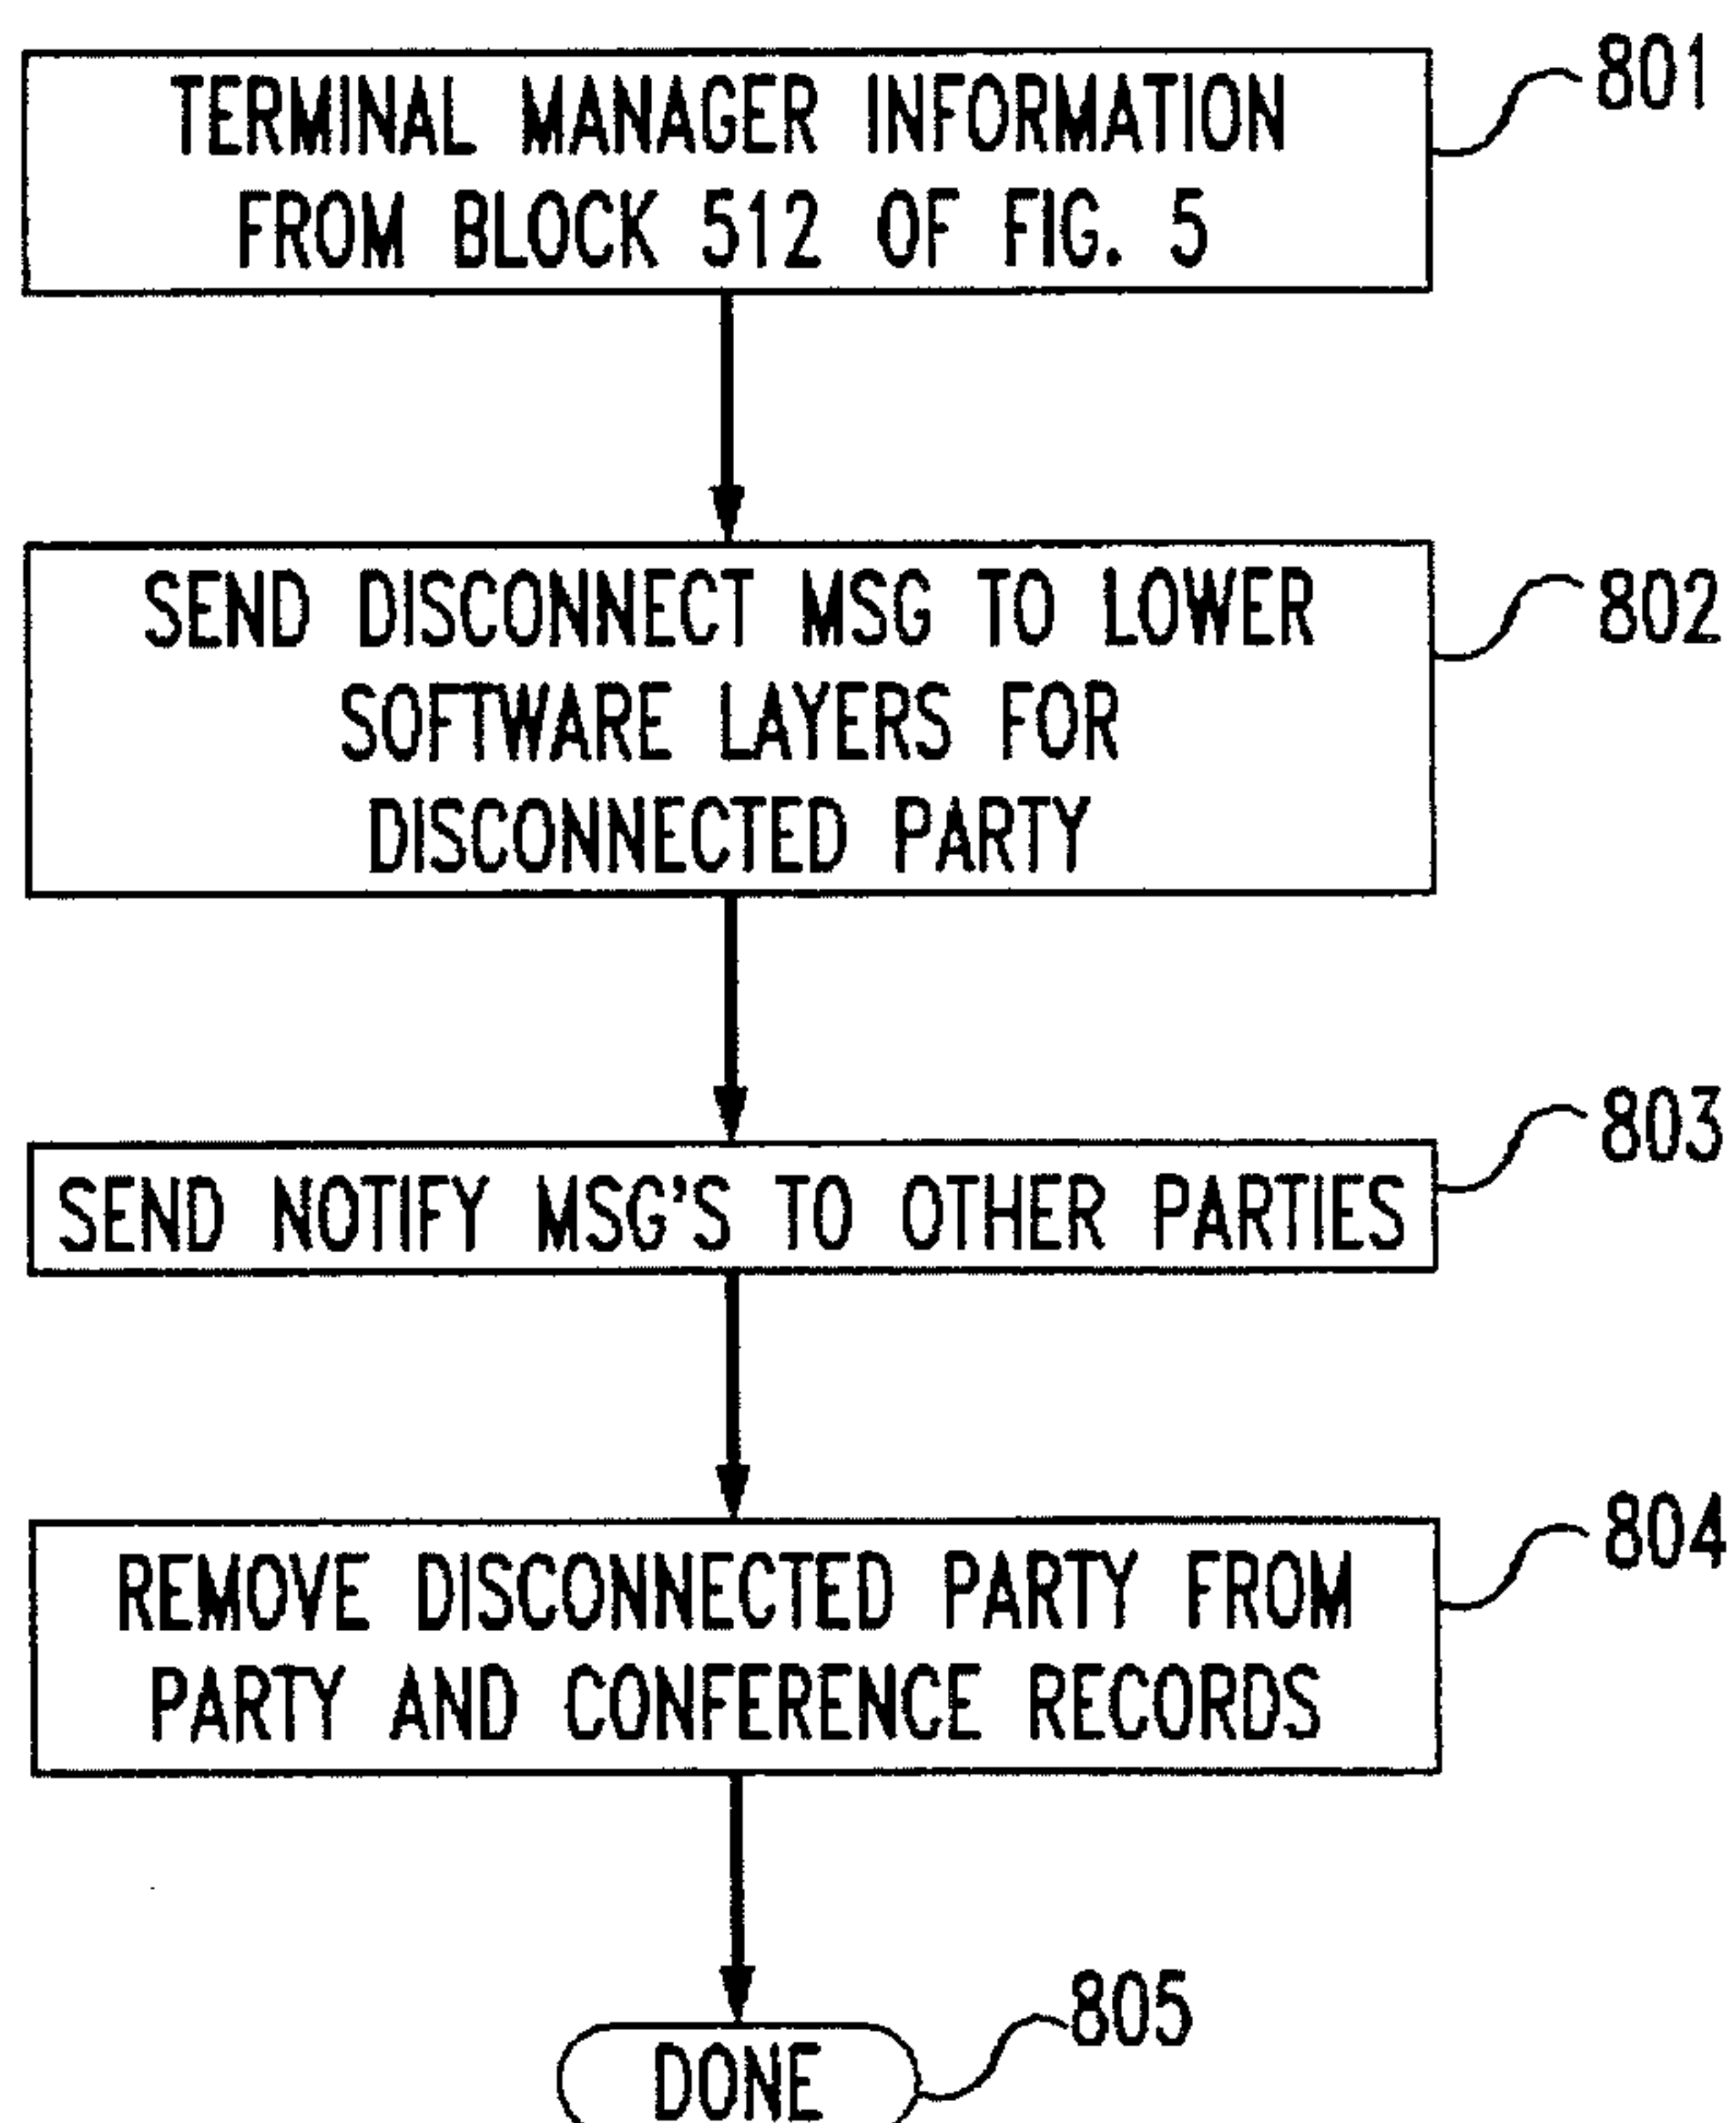 801
TERMINAL MANAGER INFORMATION
FROM BLOCK 512 OF FIG. 5
802
SEND DISCONNECT MSG TO LOWER
SOFTWARE LAYERS FOR
DISCONNECTED PARTY
803
SEND NOTIFY MSG'S TO OTHER PARTIES
804
REMOVE DISCONNECTED PARTY FROM
PARTY AND CONFERENCE RECORDS
805
DONE